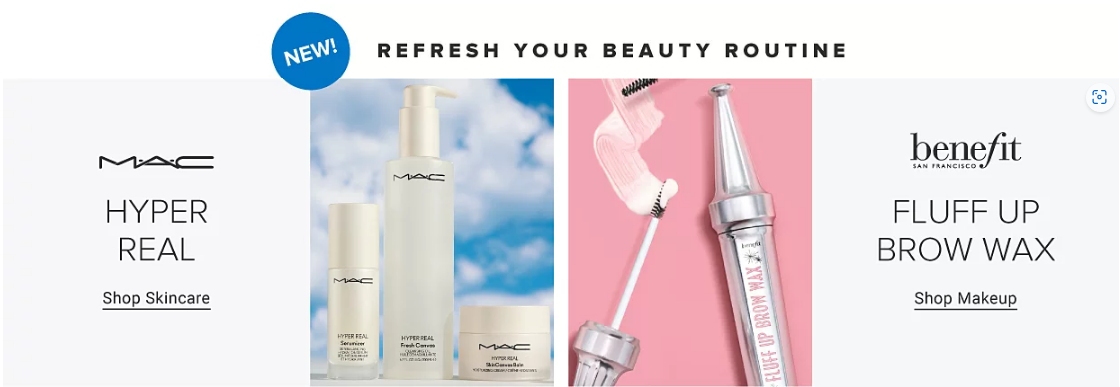 NEW!
REFRESH YOUR BEAUTY ROUTINE
M·A·C
HYPER
REAL
Shop Skincare
M·A·C
HYPER REAL
Serumizer
M·A·C
HYPER REAL
Fresh Canvas
M·A·C
HYPER REAL
SkinCanvas Balm
benefit
FLUFF UP BROW WAX
benefit
SAN FRANCISCO
FLUFF UP
BROW WAX
Shop Makeup